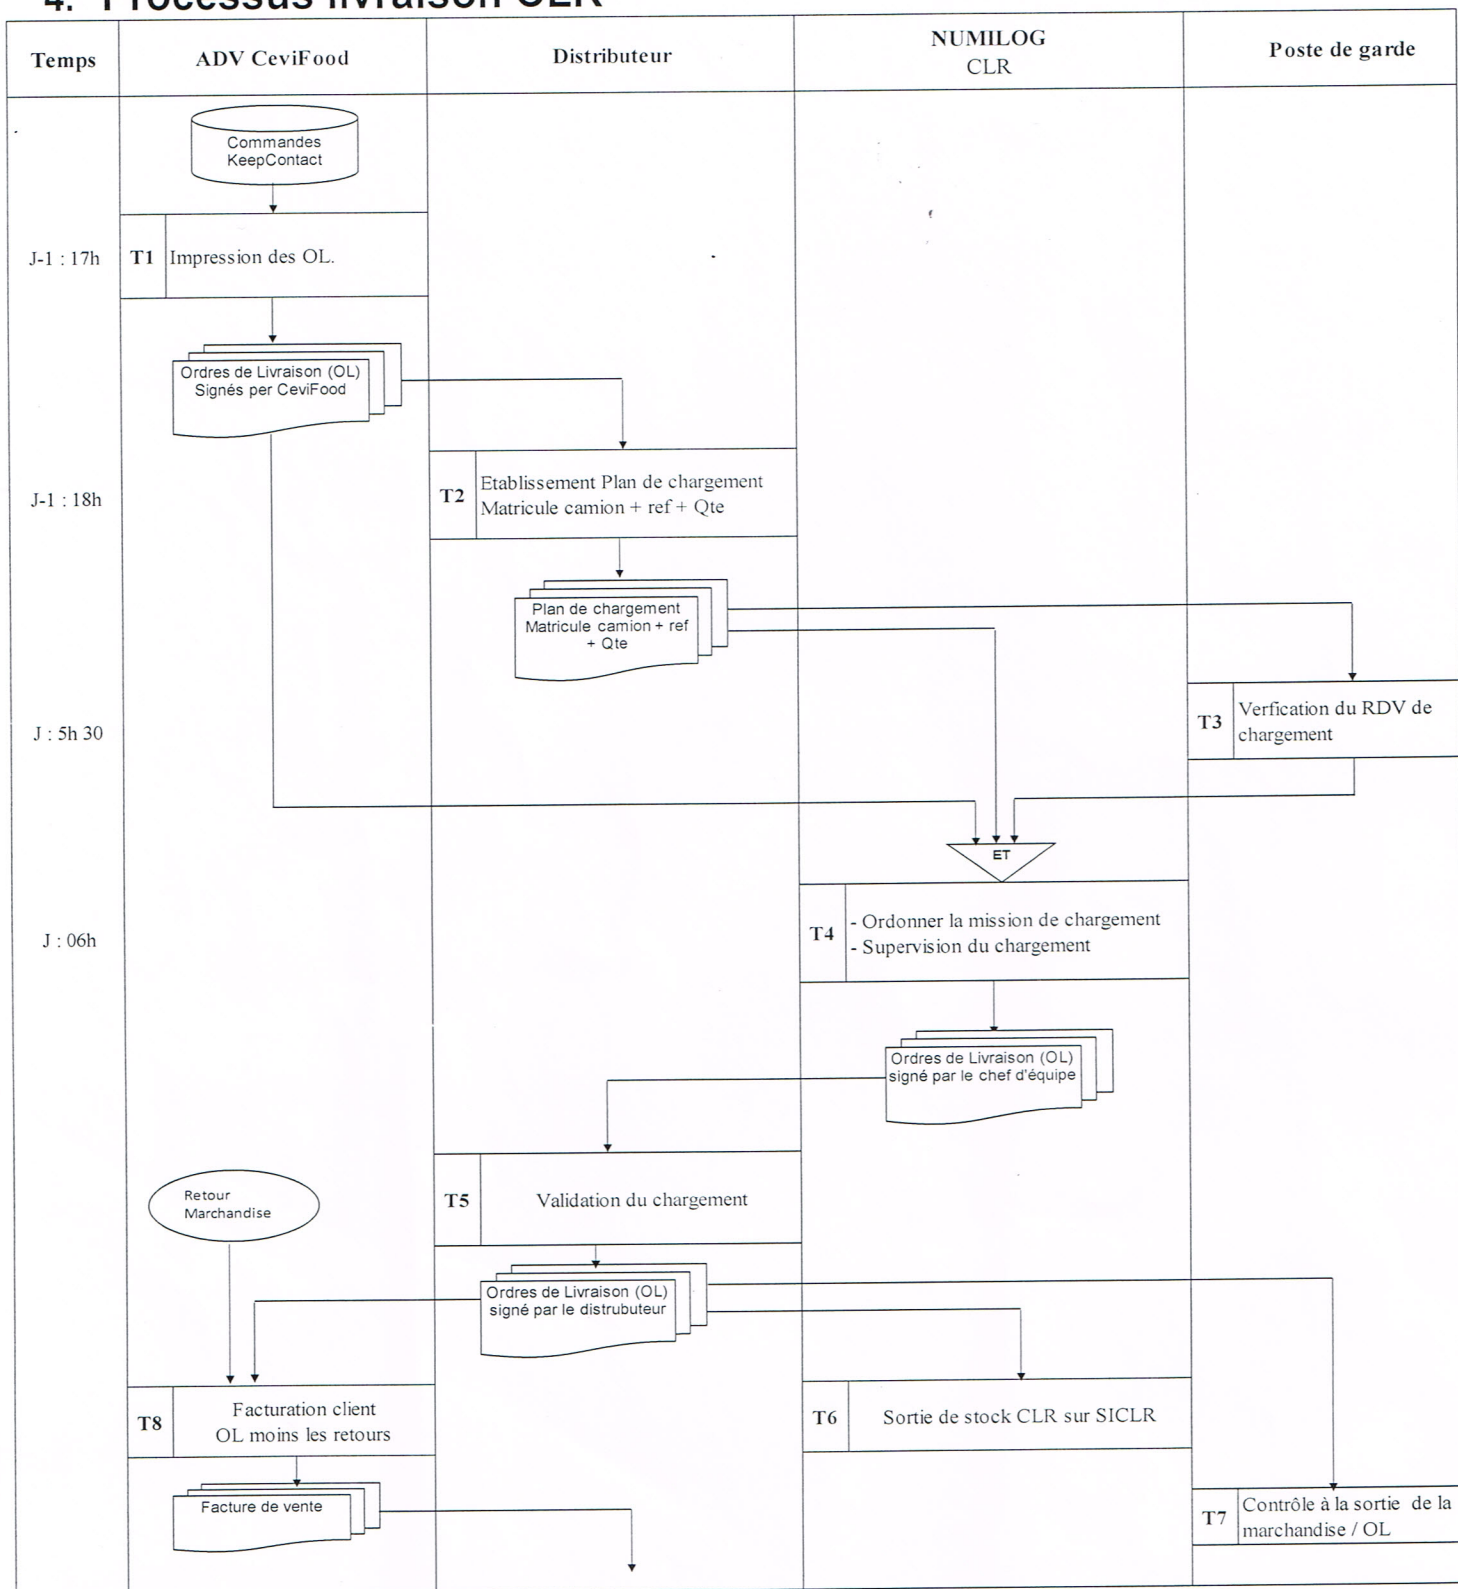 4. Processus livraison CLR
Temps
ADV CeviFood
Distributeur
NUMILOG
CLR
Poste de garde
Commandes
KeepContact
J-1 : 17h
T1
Impression des OL.
Ordres de Livraison (OL)
Signés per CeviFood
J-1 : 18h
T2
Etablissement Plan de chargement
Matricule camion + ref + Qte
Plan de chargement
Matricule camion + ref
+ Qte
J : 5h 30
T3
Verfication du RDV de
chargement
ET
J : 06h
T4
- Ordonner la mission de chargement
- Supervision du chargement
Ordres de Livraison (OL)
signé par le chef d'équipe
Retour
Marchandise
T5
Validation du chargement
Ordres de Livraison (OL)
signé par le distrubuteur
T8
Facturation client
OL moins les retours
T6
Sortie de stock CLR sur SICLR
Facture de vente
T7
Contrôle à la sortie de la
marchandise / OL